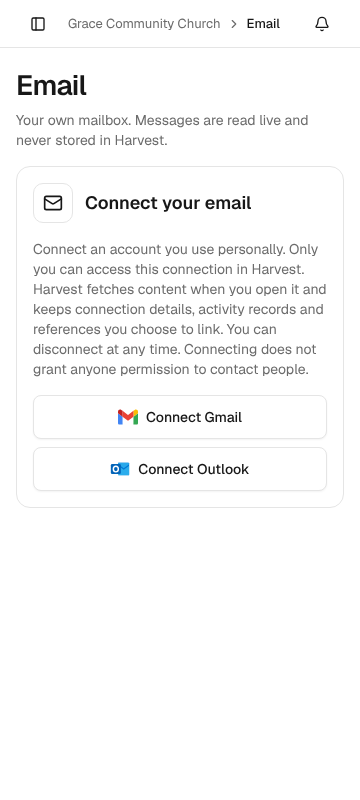 Grace Community Church > Email
Email
Your own mailbox. Messages are read live and
never stored in Harvest.
Connect your email
Connect an account you use personally. Only
you can access this connection in Harvest.
Harvest fetches content when you open it and
keeps connection details, activity records and
references you choose to link. You can
disconnect at any time. Connecting does not
grant anyone permission to contact people.
Connect Gmail
Connect Outlook